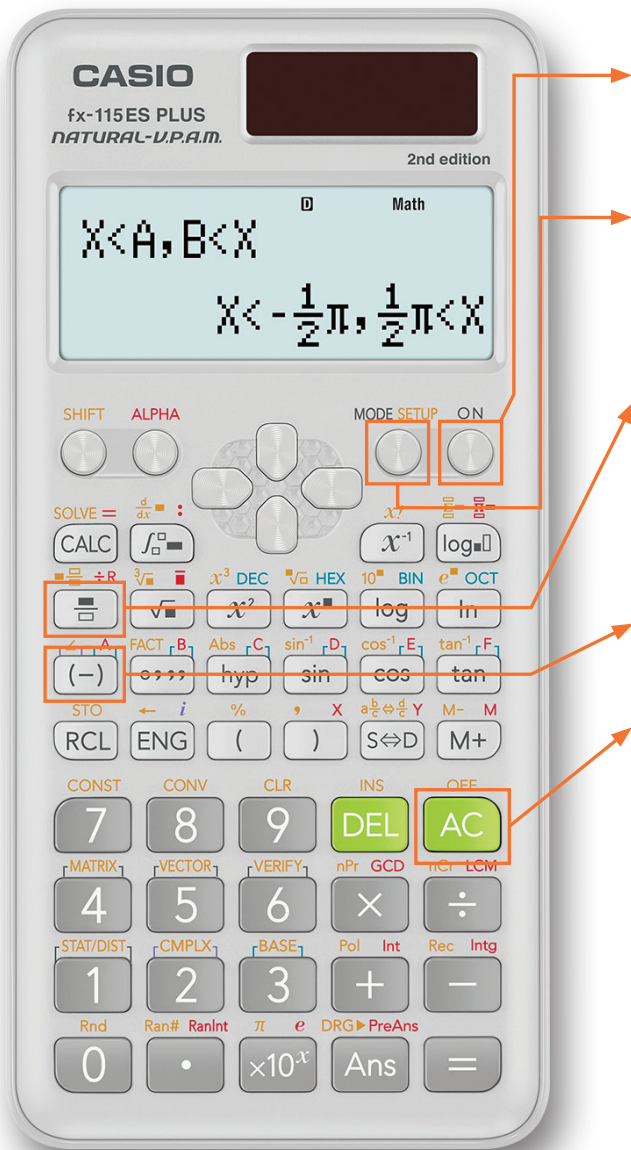 CASIO
fx-115ES PLUS
NATURAL-V.P.A.M.
2nd edition
D Math
X<A,B<X
X<-1/2π,1/2π<X
SHIFT ALPHA MODE SETUP ON
SOLVE = d/dx■ : x! ■⁄■ ■⁄■
CALC ∫■ x⁻¹ log■▯
■■⁄■ ÷R ³√■ ■̅ x³ DEC ■√▯ HEX 10■ BIN e■ OCT
■⁄■ √■ x² x■ log ln
∠ A FACT B Abs C sin⁻¹ D cos⁻¹ E tan⁻¹ F
(−) °’’’ hyp sin cos tan
STO ← i % , X a b/c⇔d/c Y M− M
RCL ENG ( ) S⇔D M+
CONST CONV CLR INS OFF
7 8 9 DEL AC
MATRIX VECTOR VERIFY nPr GCD nCr LCM
4 5 6 × ÷
STAT/DIST CMPLX BASE Pol Int Rec Intg
1 2 3 + −
Rnd Ran# RanInt π e DRG▶ PreAns
0 • ×10ˣ Ans =